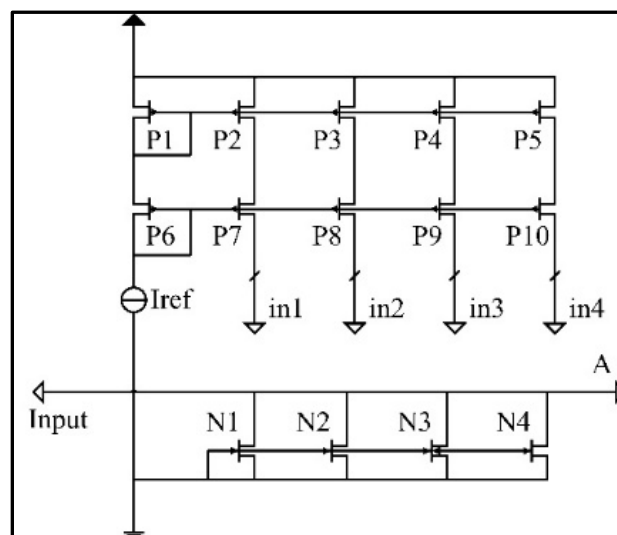 P1 P2 P3 P4 P5
P6 P7 P8 P9 P10
Iref in1 in2 in3 in4
A
Input N1 N2 N3 N4